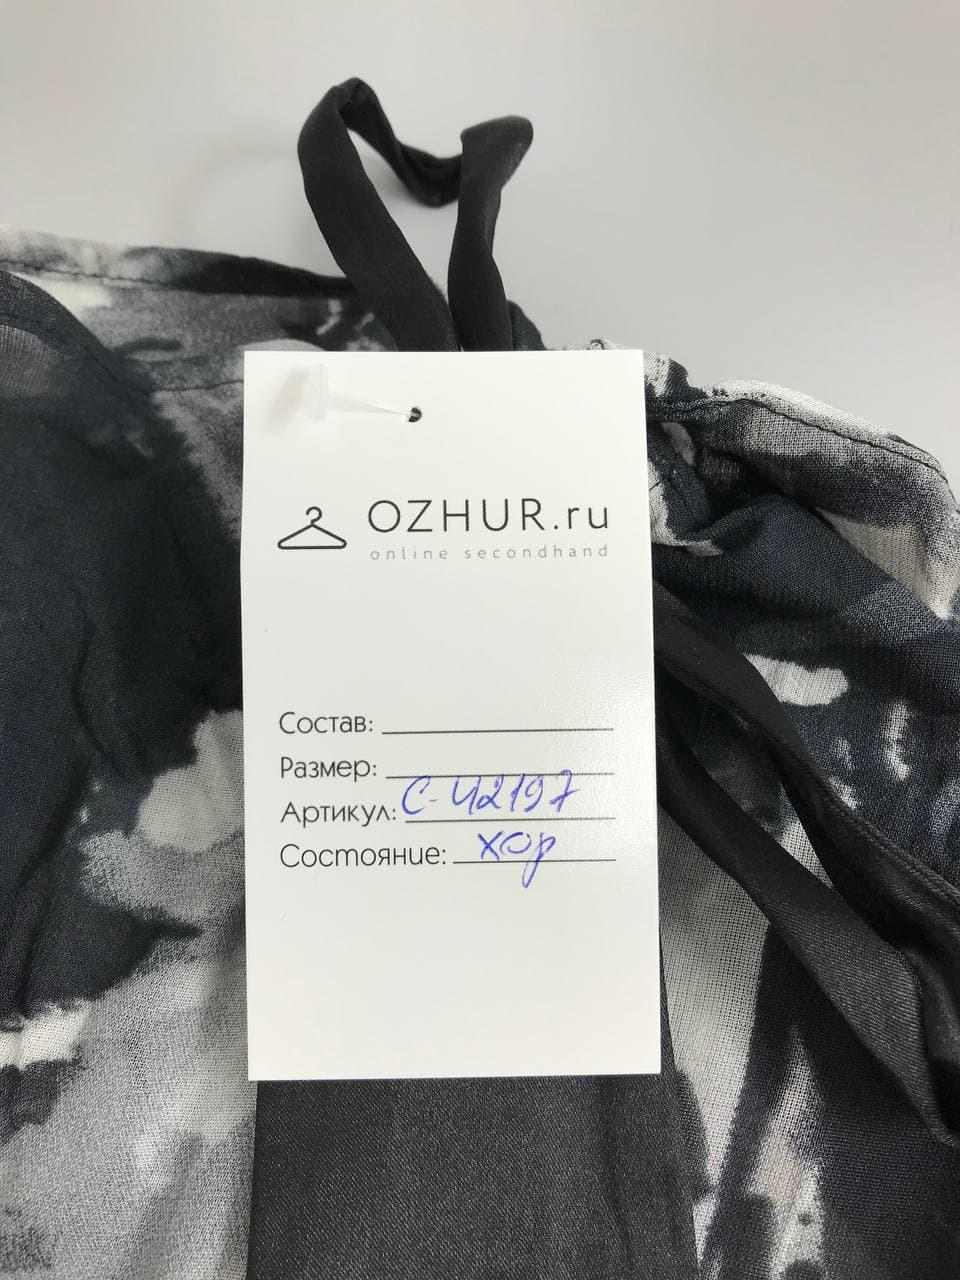 OZHUR.ru
online secondhand
Состав:
Размер:
Артикул: С-42197
Состояние: хор